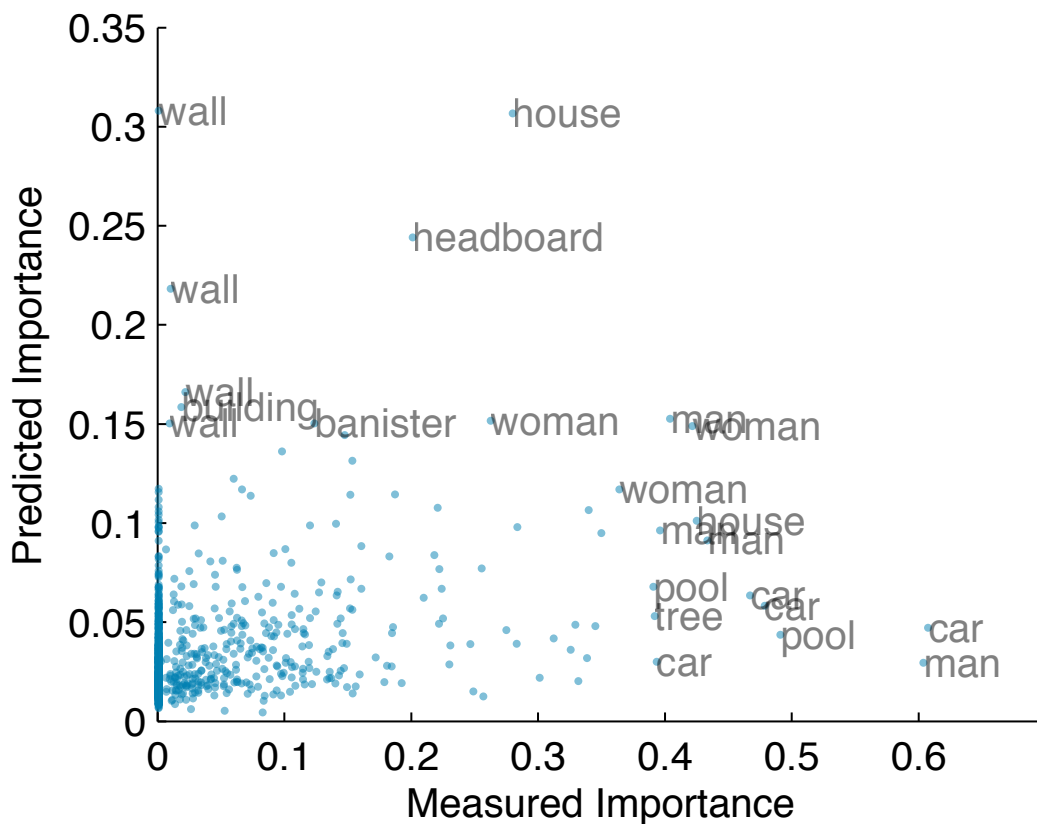 0.35
wall
house
0.3
0.25
headboard
wall
0.2
wall
building
wall
banister
woman
man
woman
0.15
woman
house
man
man
0.1
pool
car
car
tree
0.05
pool
car
car
man
0
0
0.1
0.2
0.3
0.4
0.5
0.6
Predicted Importance
Measured Importance